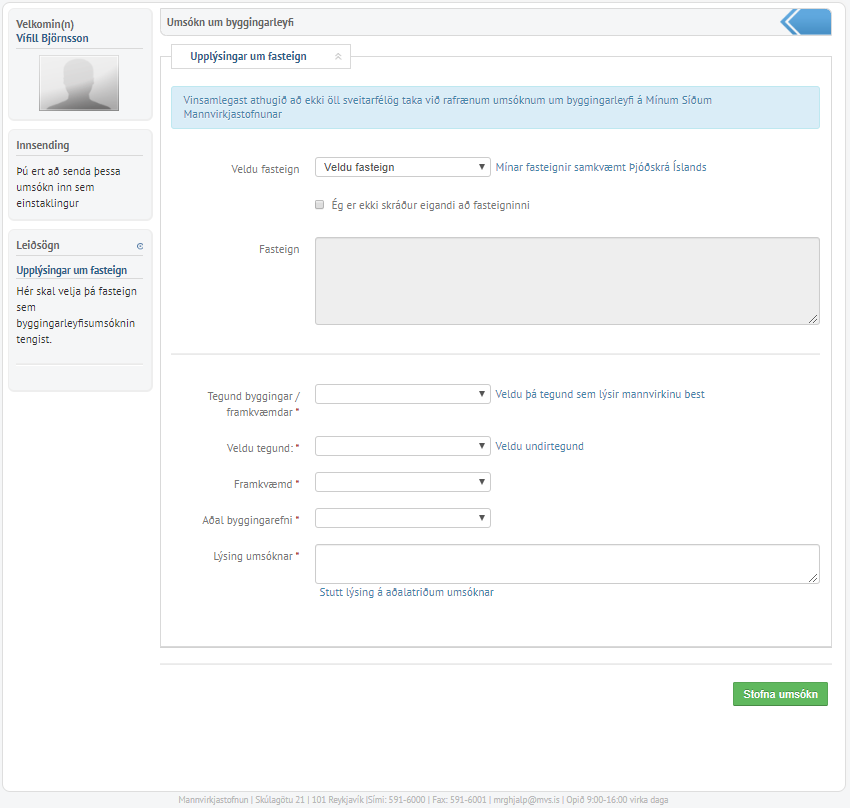 Velkomin(n)
Vífill Björnsson
Innsending
Þú ert að senda þessa
umsókn inn sem
einstaklingur
Leiðsögn
Upplýsingar um fasteign
Hér skal velja þá fasteign
sem
byggingarleyfisumsóknin
tengist.
Umsókn um byggingarleyfi
Upplýsingar um fasteign
Vinsamlegast athugið að ekki öll sveitarfélög taka við rafrænum umsóknum um byggingarleyfi á Mínum Síðum
Mannvirkjastofnunar
Veldu fasteign Veldu fasteign Mínar fasteignir samkvæmt Þjóðskrá Íslands
Ég er ekki skráður eigandi að fasteigninni
Fasteign
Tegund byggingar /
framkvæmdar * Veldu þá tegund sem lýsir mannvirkinu best
Veldu tegund: * Veldu undirtegund
Framkvæmd *
Aðal byggingarefni *
Lýsing umsóknar *
Stutt lýsing á aðalatriðum umsóknar
Stofna umsókn
Mannvirkjastofnun | Skúlagötu 21 | 101 Reykjavík |Sími: 591-6000 | Fax: 591-6001 | mrghjalp@mvs.is | Opið 9:00-16:00 virka daga